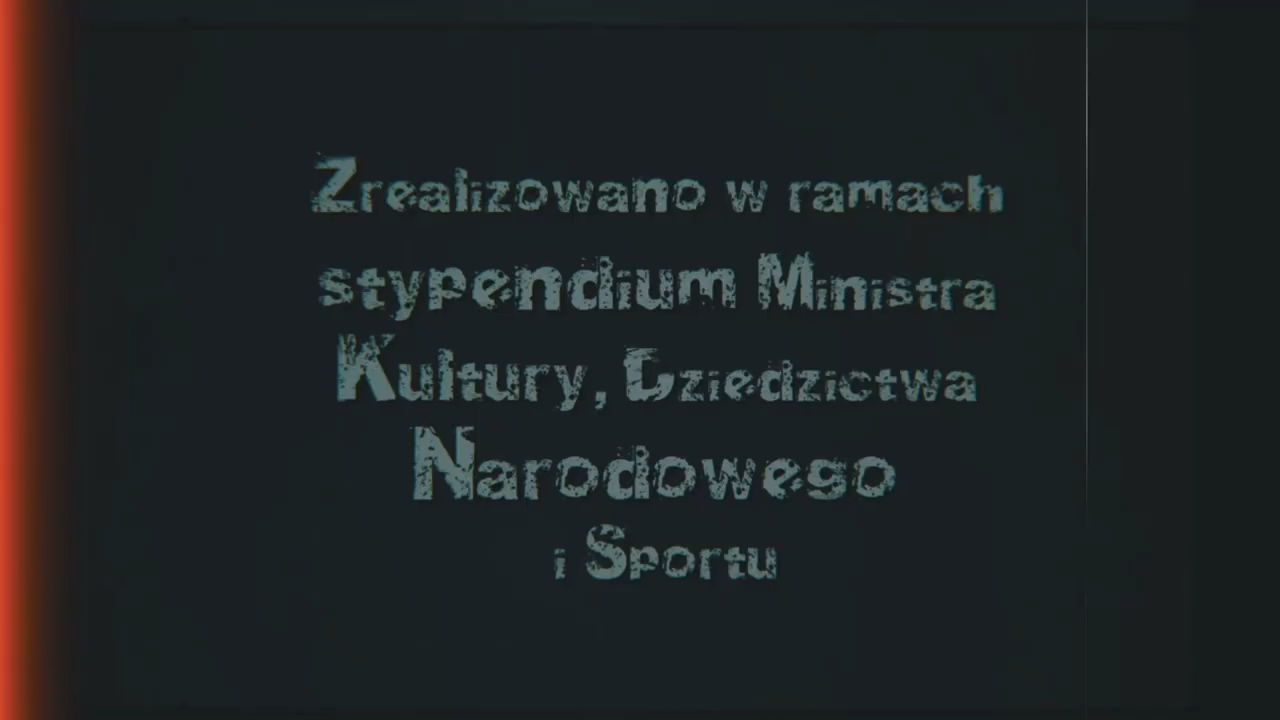 Zrealizowano w ramach
stypendium Ministra
Kultury, Dziedzictwa
Narodowego
i Sportu